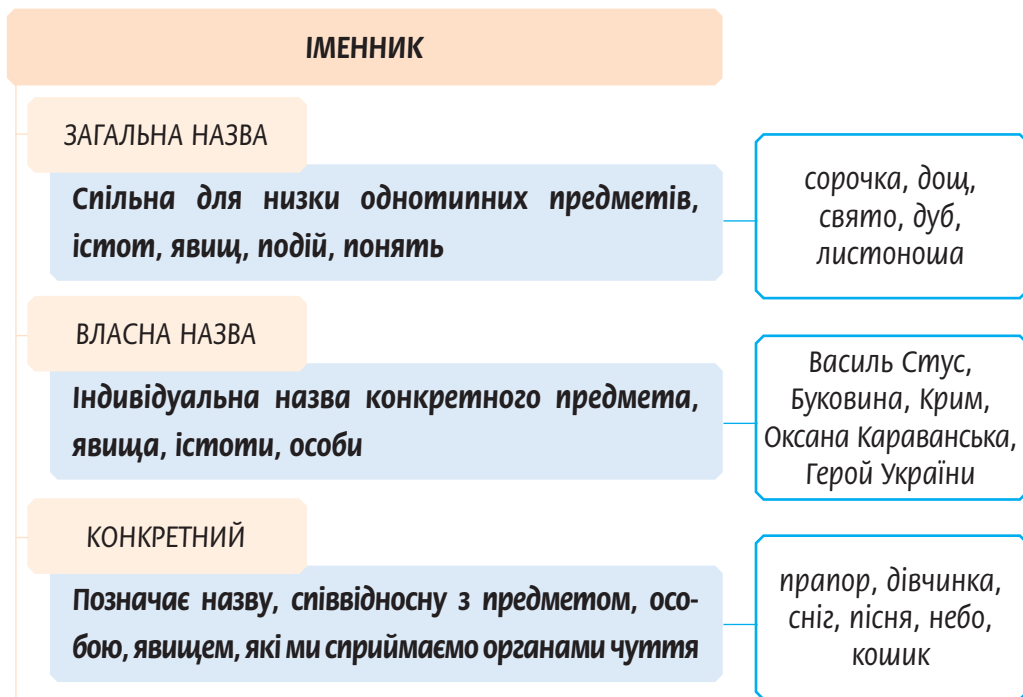 ІМЕННИК
ЗАГАЛЬНА НАЗВА
Спільна для низки однотипних предметів,
істот, явищ, подій, понять
сорочка, дощ,
свято, дуб,
листоноша
ВЛАСНА НАЗВА
Індивідуальна назва конкретного предмета,
явища, істоти, особи
Василь Стус,
Буковина, Крим,
Оксана Караванська,
Герой України
КОНКРЕТНИЙ
Позначає назву, співвідносну з предметом, осо-
бою, явищем, які ми сприймаємо органами чуття
прапор, дівчинка,
сніг, пісня, небо,
кошик